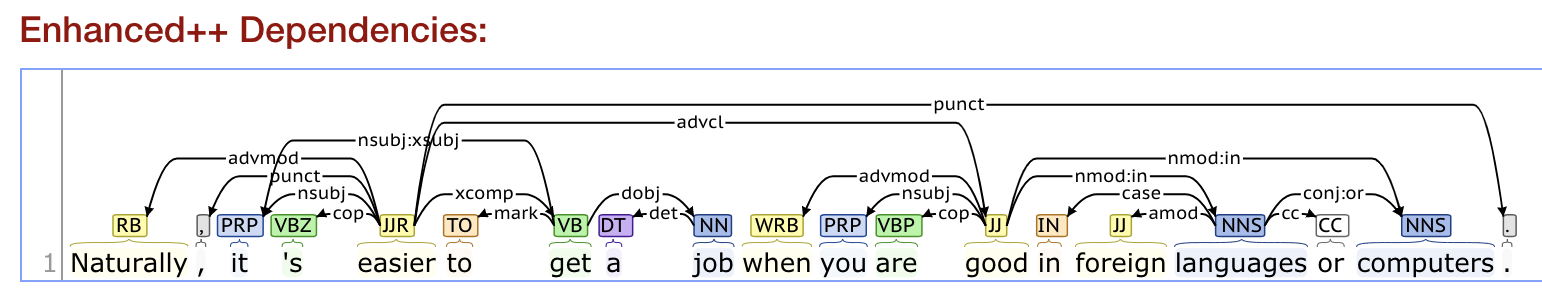 Enhanced++ Dependencies:
punct
advcl
nsubj:xsubj
advmod nmod:in
punct advmod nmod:in
nsubj xcomp dobj nsubj case conj:or
cop mark det cop amod cc
RB , PRP VBZ JJR TO VB DT NN WRB PRP VBP JJ IN JJ NNS CC NNS .
1 Naturally , it 's easier to get a job when you are good in foreign languages or computers .